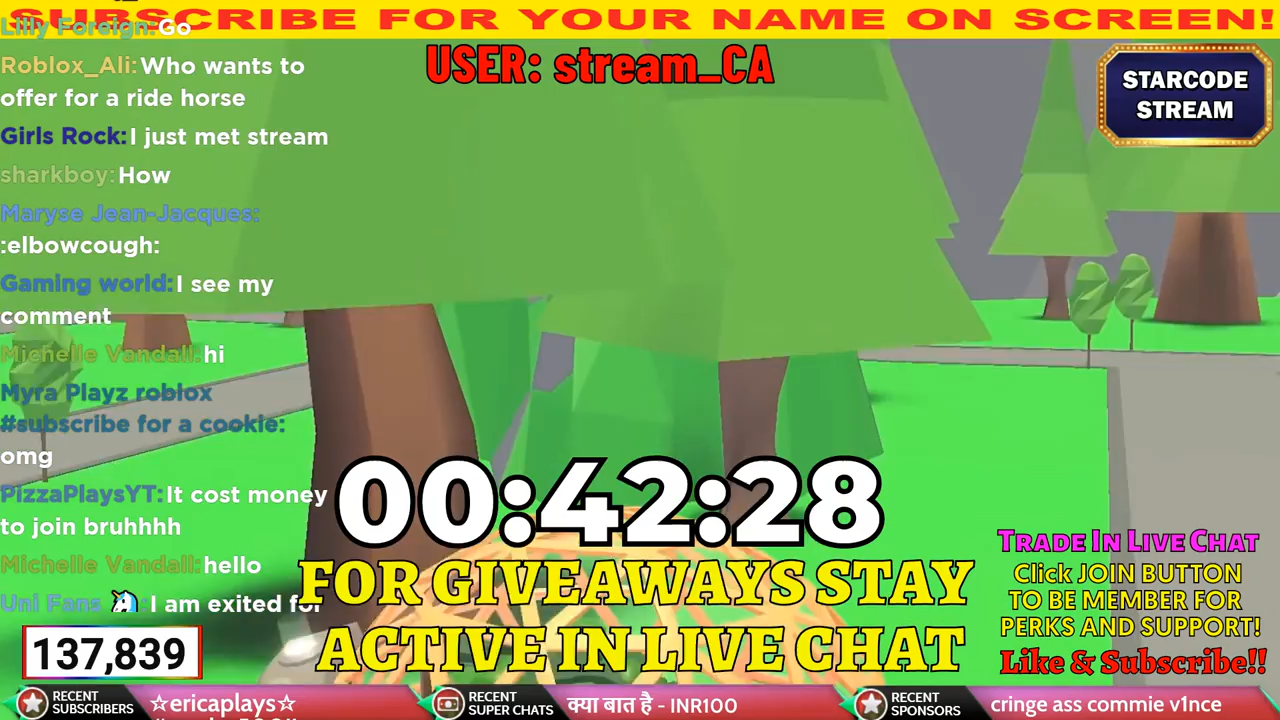 SUBSCRIBE FOR YOUR NAME ON SCREEN!
USER: stream_CA
STARCODE
STREAM
Lilly Foreign: Go
Roblox_Ali: Who wants to
offer for a ride horse
Girls Rock: I just met stream
sharkboy: How
Maryse Jean-Jacques:
:elbowcough:
Gaming world: I see my
comment
Michelle Vandall: hi
Myra Playz roblox
#subscribe for a cookie:
omg
PizzaPlaysYT: It cost money
to join bruhhhh
Michelle Vandall: hello
Uni Fans 🦄: I am exited for
00:42:28
FOR GIVEAWAYS STAY
ACTIVE IN LIVE CHAT
TRADE IN LIVE CHAT
Click JOIN BUTTON
TO BE MEMBER FOR
PERKS AND SUPPORT!
Like & Subscribe!!
137,839
RECENT
SUBSCRIBERS
☆ericaplays☆
RECENT
SUPER CHATS
क्या बात है - INR100
RECENT
SPONSORS
cringe ass commie v1nce